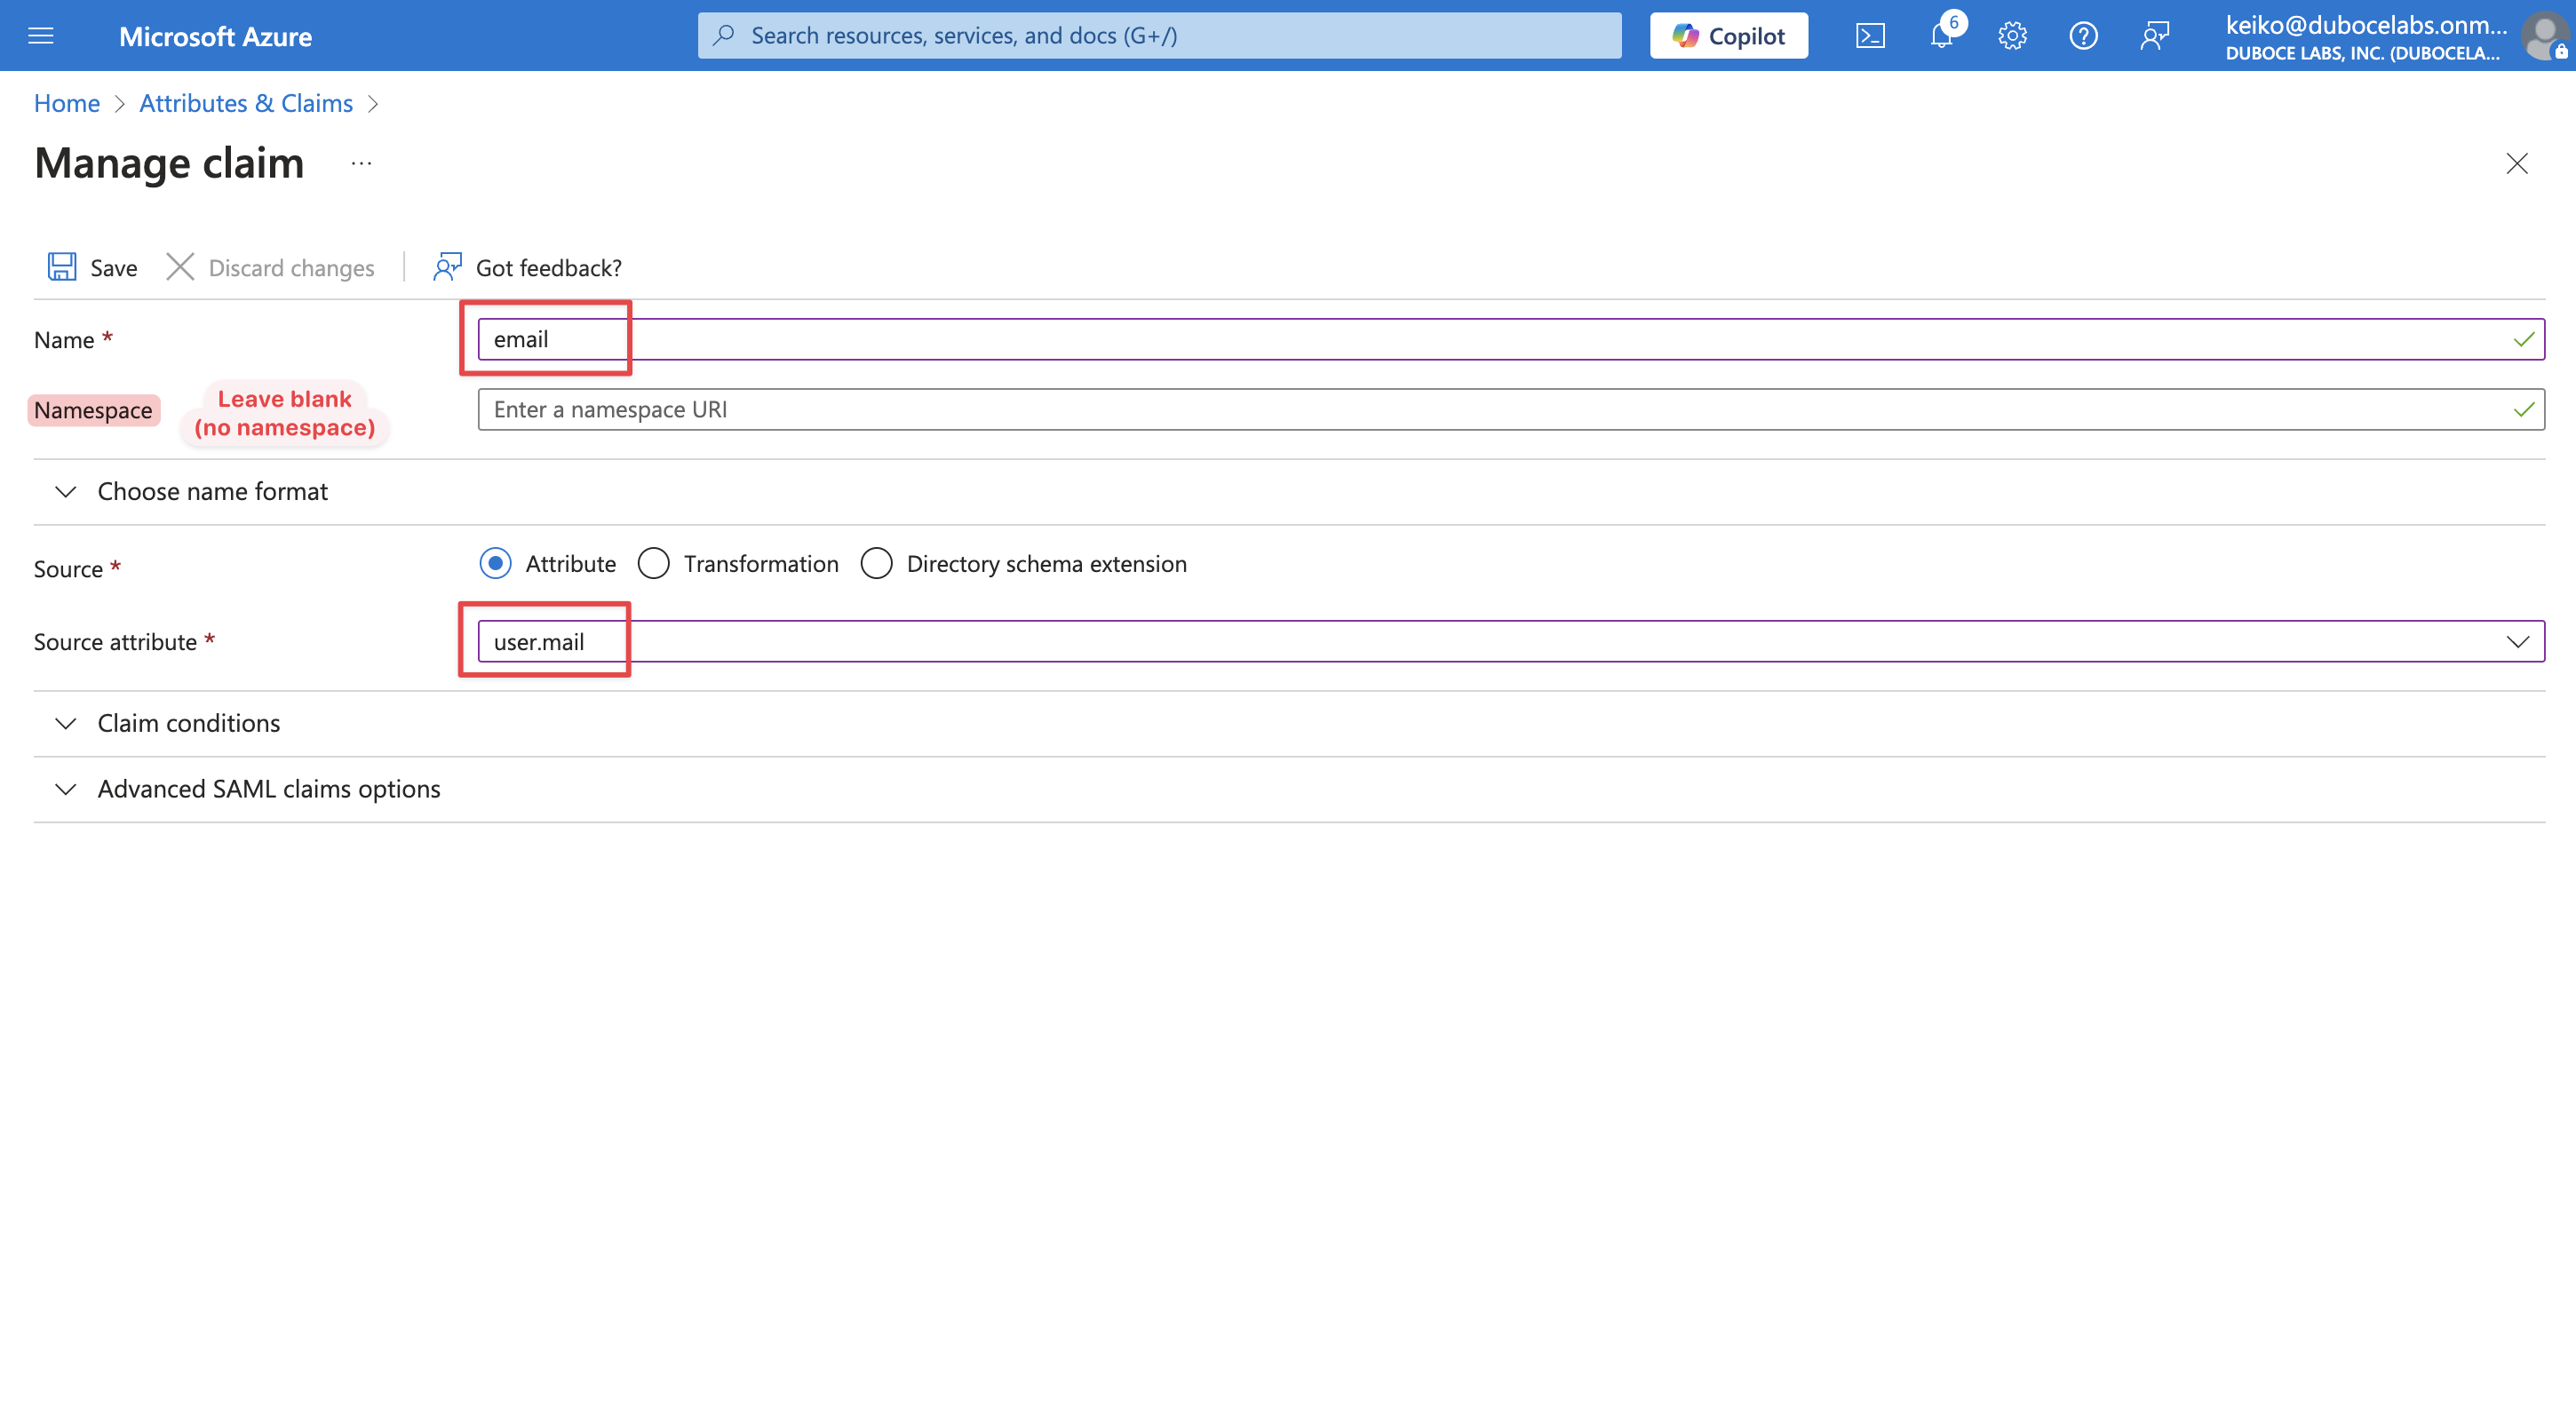 Microsoft Azure
Search resources, services, and docs (G+/)
Copilot
6
keiko@dubocelabs.onm...
DUBOCE LABS, INC. (DUBOCELA...
Home > Attributes & Claims >
Manage claim ...
Save
Discard changes
Got feedback?
Name *
email
Namespace
Leave blank
(no namespace)
Enter a namespace URI
Choose name format
Source *
Attribute
Transformation
Directory schema extension
Source attribute *
user.mail
Claim conditions
Advanced SAML claims options